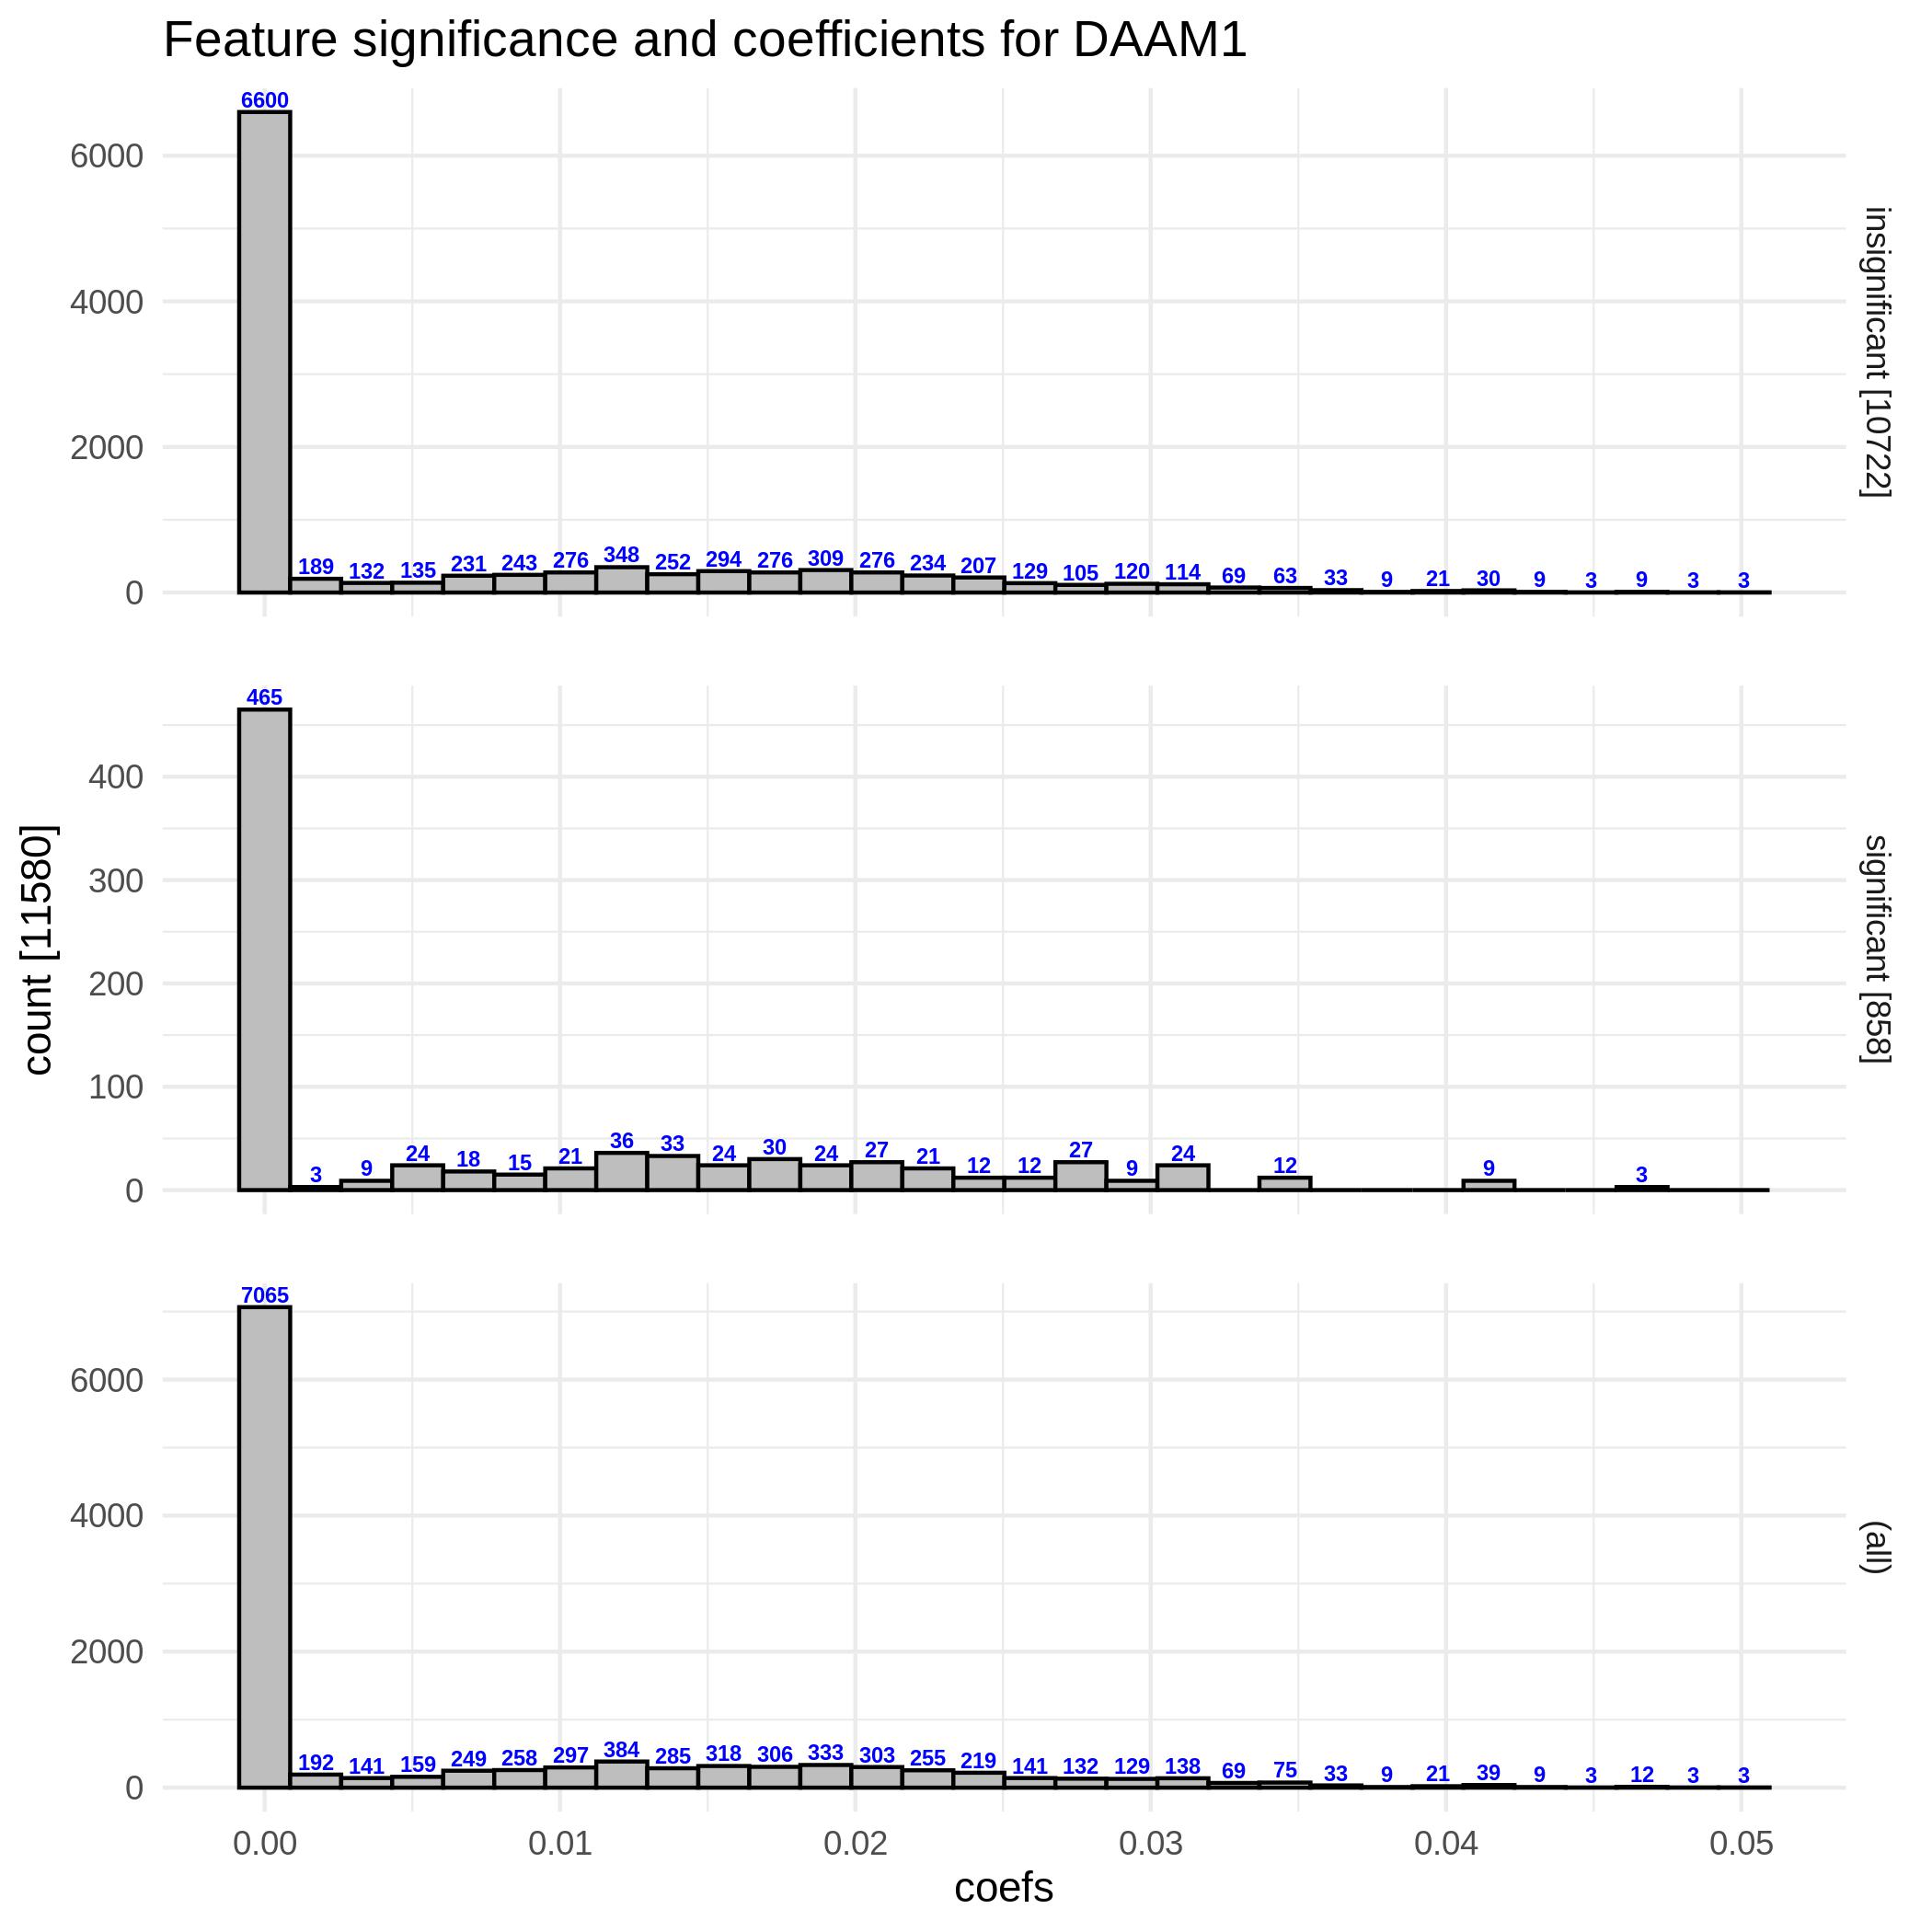 Feature significance and coefficients for DAAM1
6600
6000
4000
2000
0
189 132 135 231 243 276 348 252 294 276 309 276 234 207 129 105 120 114 69 63 33 9 21 30 9 3 9 3 3
insignificant [10722]
465
400
300
200
100
0
3 9 24 18 15 21 36 33 24 30 24 27 21 12 12 27 9 24 12 9 3
significant [858]
count [11580]
7065
6000
4000
2000
0
192 141 159 249 258 297 384 285 318 306 333 303 255 219 141 132 129 138 69 75 33 9 21 39 9 3 12 3 3
(all)
0.00 0.01 0.02 0.03 0.04 0.05
coefs